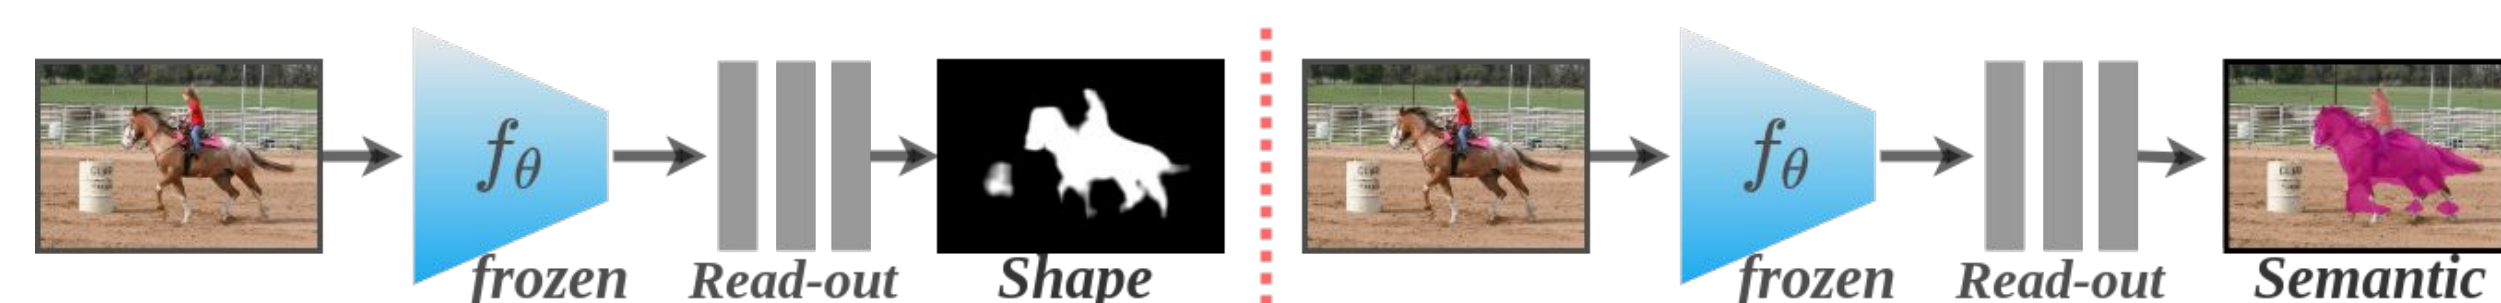 fθ
frozen
Read-out
Shape
fθ
frozen
Read-out
Semantic